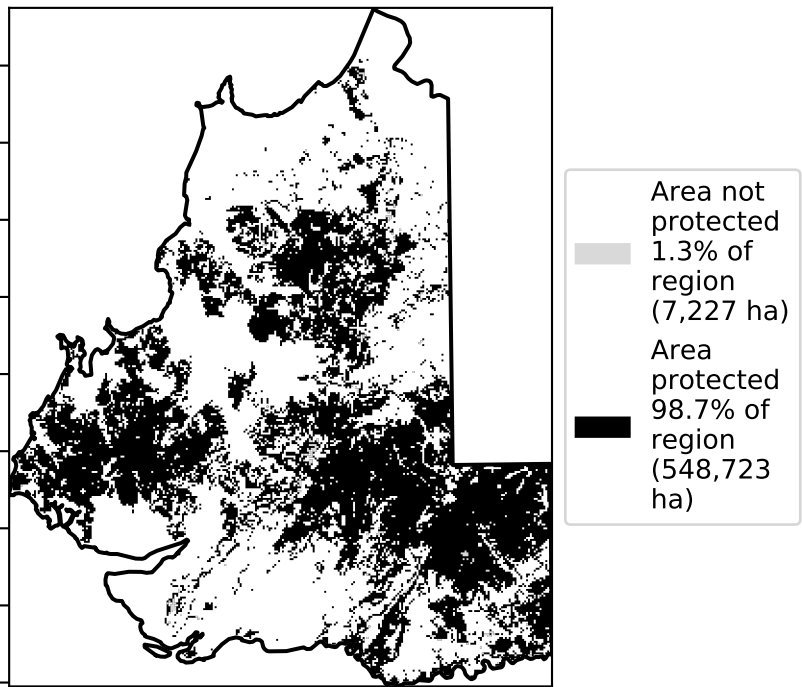 Area not
protected
1.3% of
region
(7,227 ha)
Area
protected
98.7% of
region
(548,723
ha)